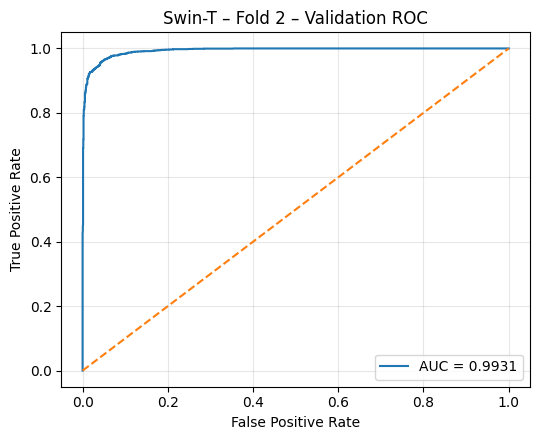 Swin-T – Fold 2 – Validation ROC
True Positive Rate
1.0
0.8
0.6
0.4
0.2
0.0
AUC = 0.9931
0.0 0.2 0.4 0.6 0.8 1.0
False Positive Rate